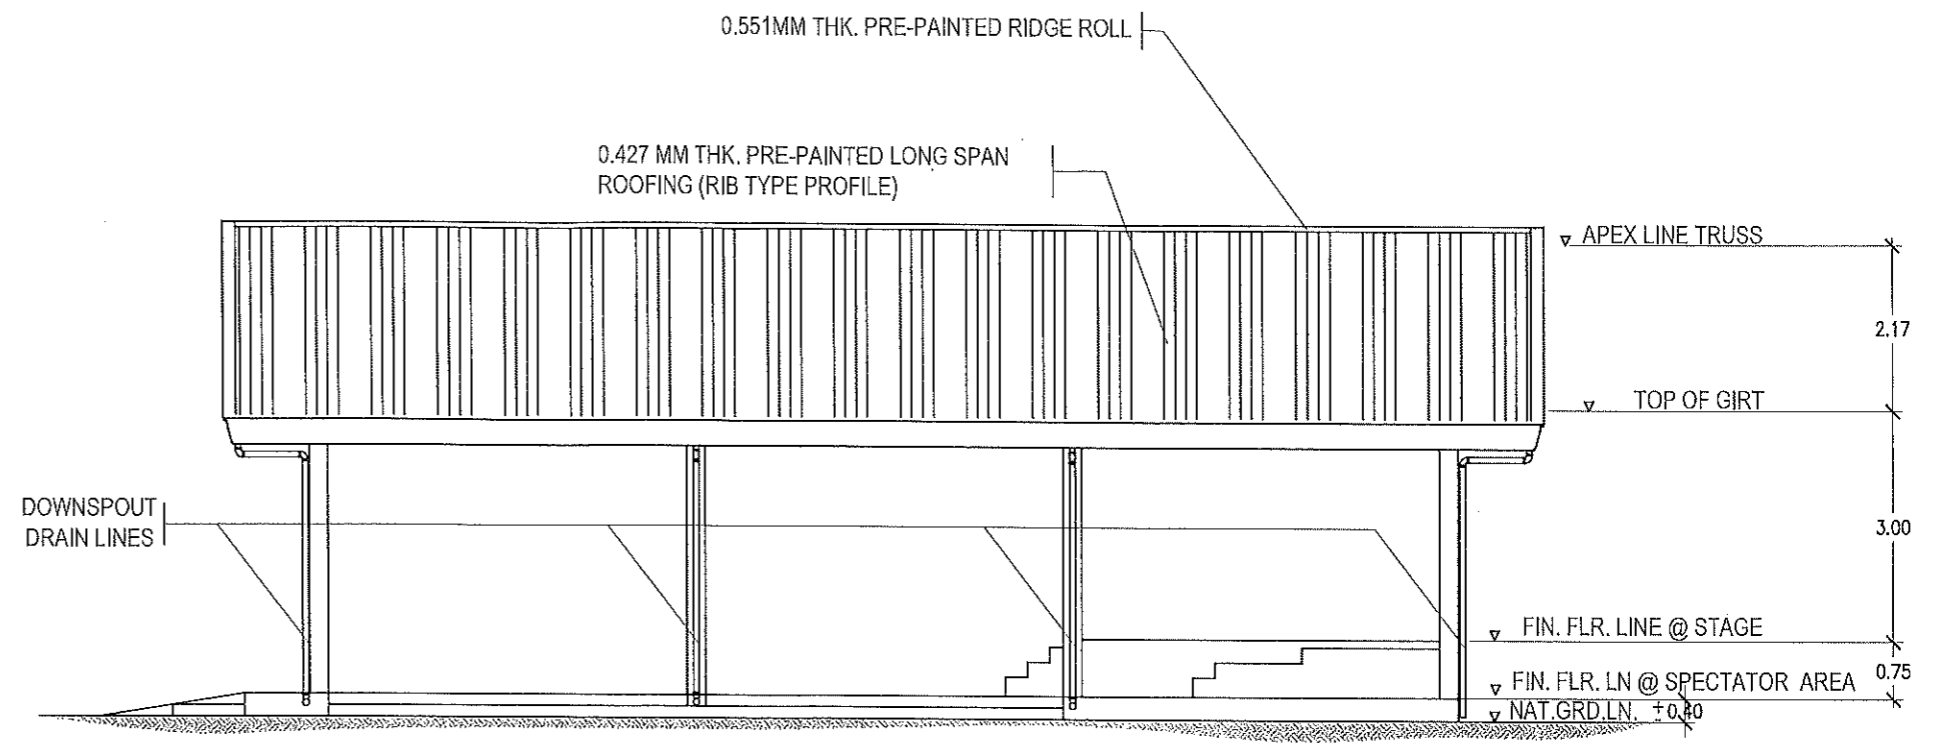 0.551MM THK. PRE-PAINTED RIDGE ROLL
0.427 MM THK. PRE-PAINTED LONG SPAN
ROOFING (RIB TYPE PROFILE)
APEX LINE TRUSS
2.17
TOP OF GIRT
DOWNSPOUT
DRAIN LINES
3.00
FIN. FLR. LINE @ STAGE
0.75
FIN. FLR. LN @ SPECTATOR AREA
NAT.GRD.LN. ±0.40